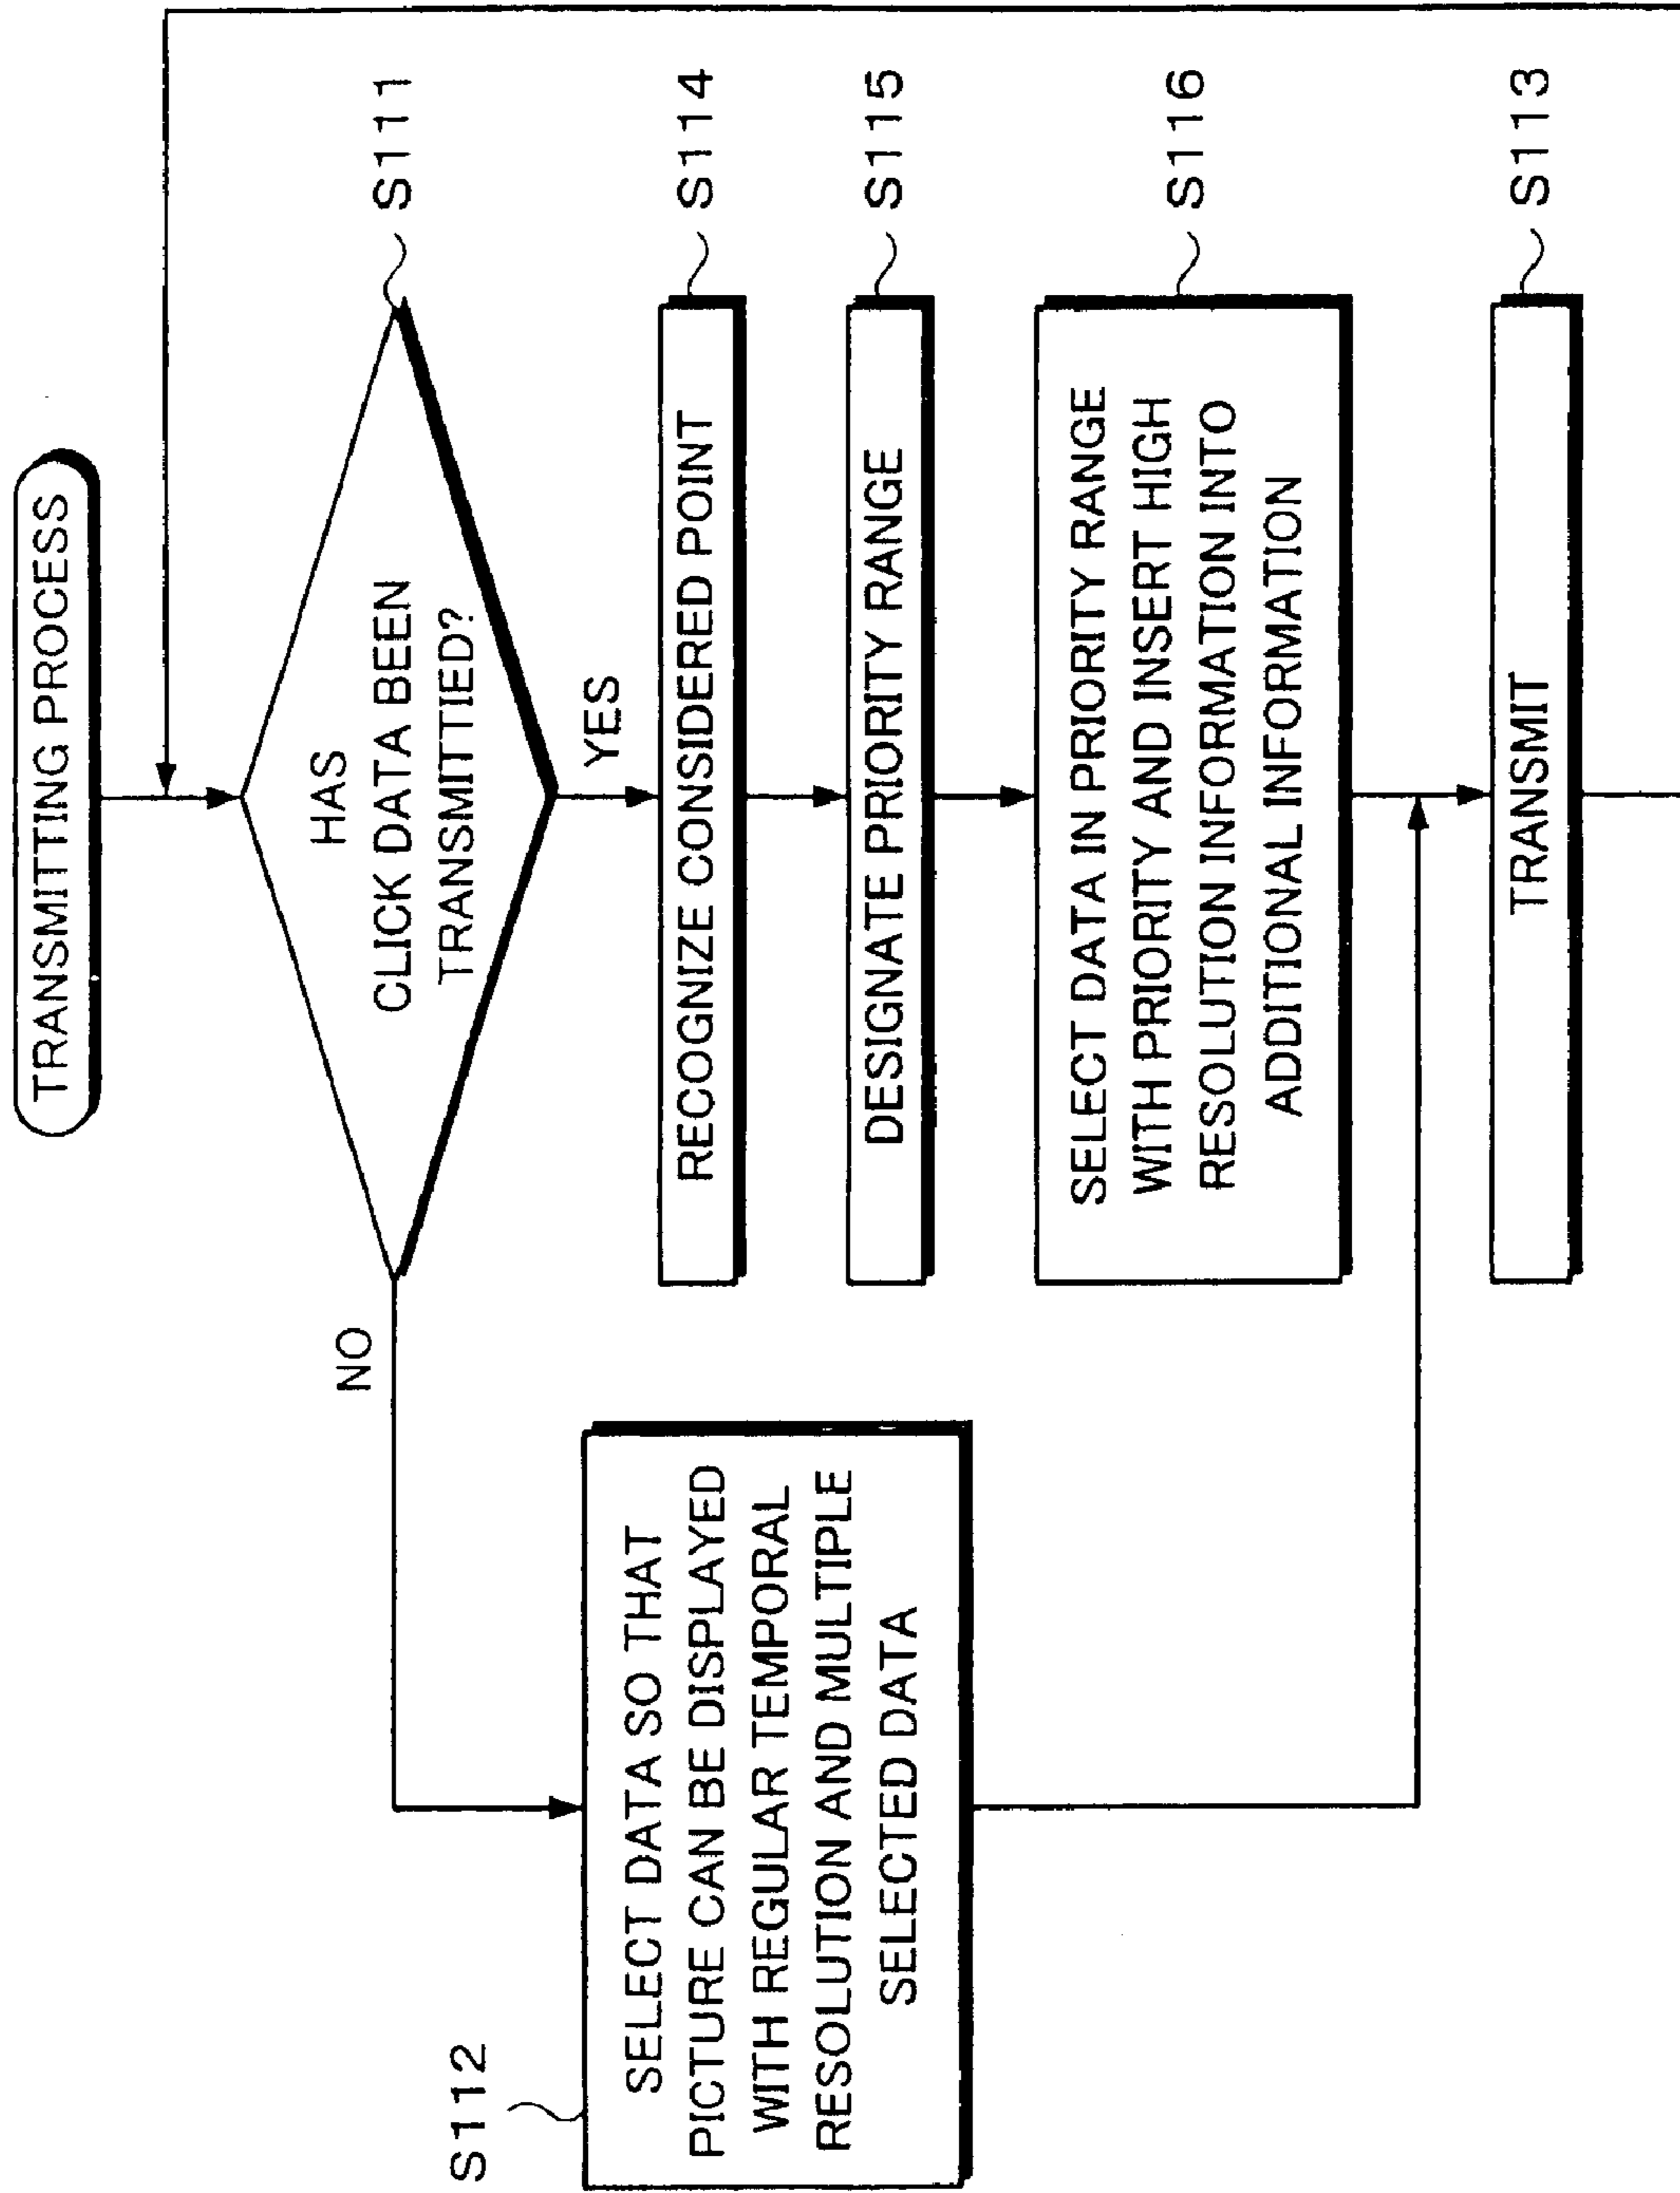 TRANSMITTING PROCESS
HAS
CLICK DATA BEEN
TRANSMITTIED?
S111
NO
YES
S112
SELECT DATA SO THAT
PICTURE CAN BE DISPLAYED
WITH REGULAR TEMPORAL
RESOLUTION AND MULTIPLE
SELECTED DATA
RECOGNIZE CONSIDERED POINT
S114
DESIGNATE PRIORITY RANGE
S115
SELECT DATA IN PRIORITY RANGE
WITH PRIORITY AND INSERT HIGH
RESOLUTION INFORMATION INTO
ADDITIONAL INFORMATION
S116
TRANSMIT
S113